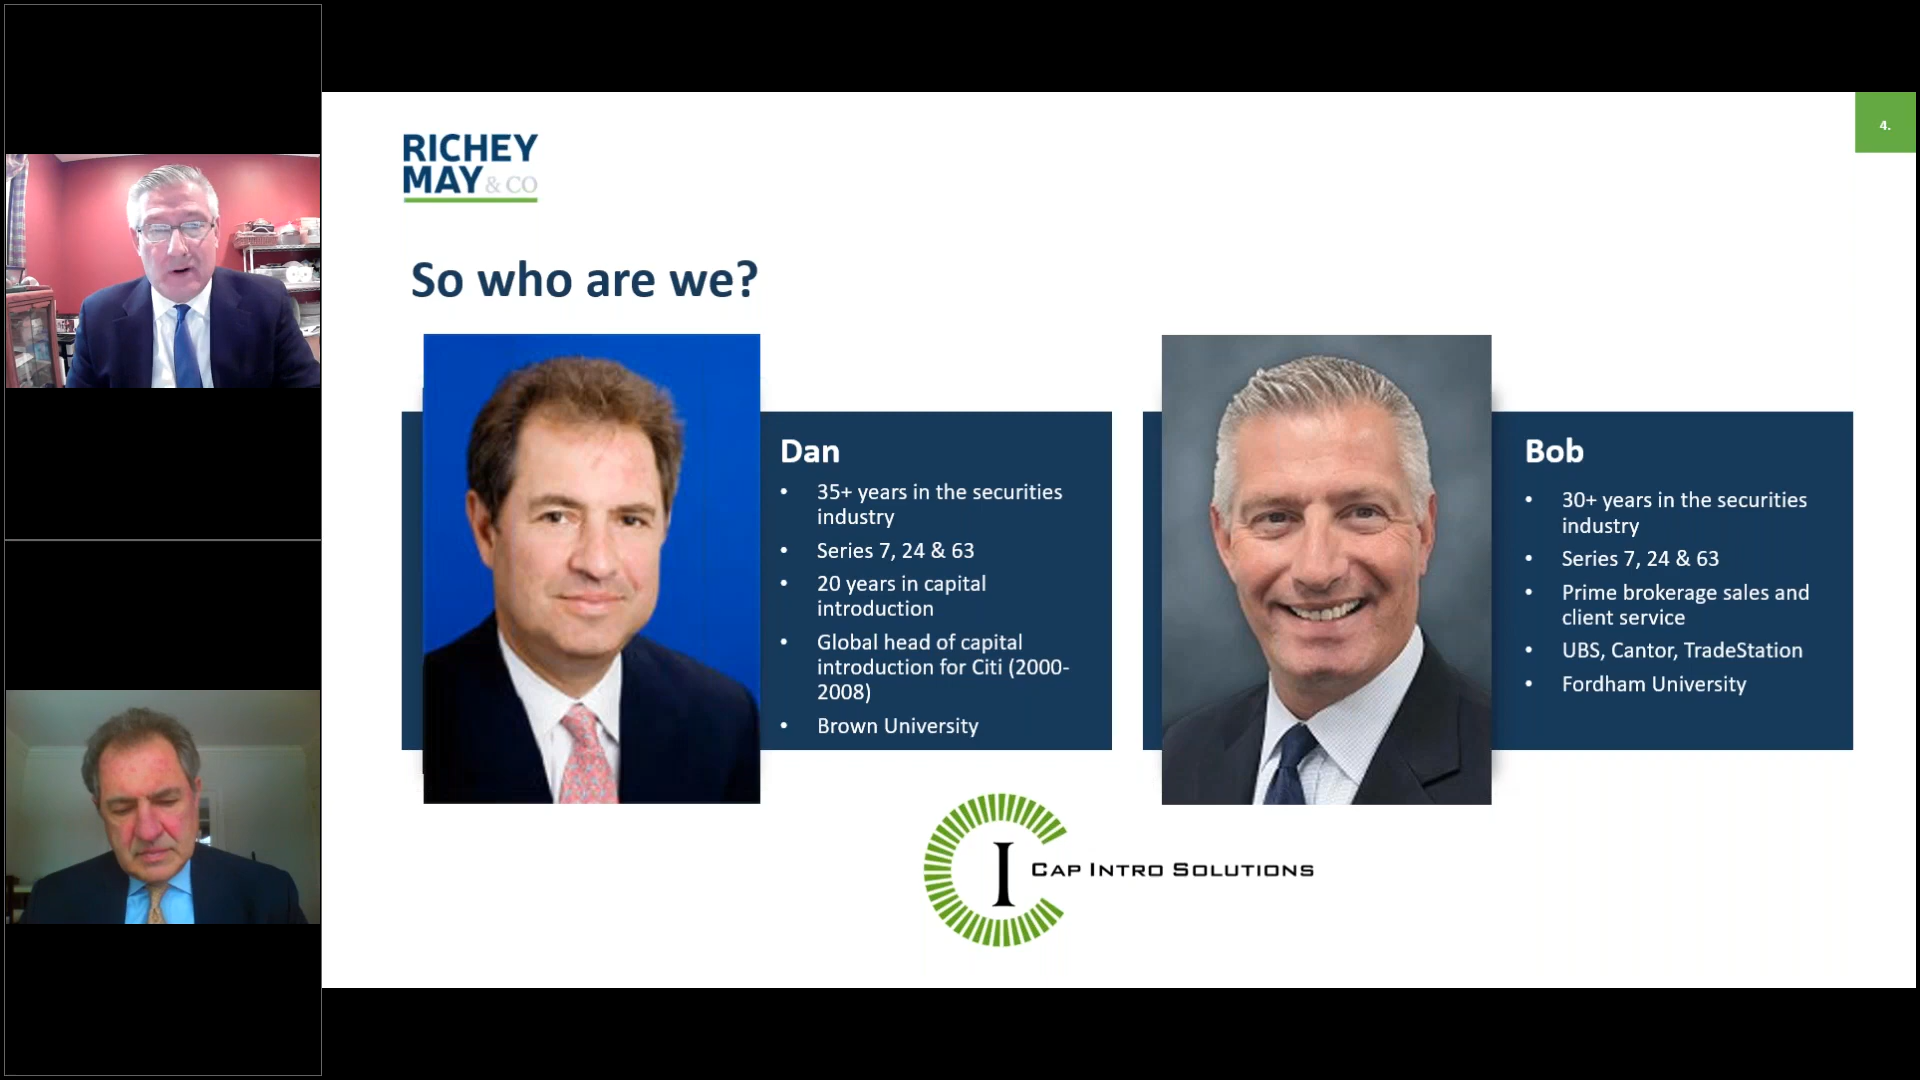 RICHEY
MAY & CO
4.
So who are we?
Dan
• 35+ years in the securities
industry
• Series 7, 24 & 63
• 20 years in capital
introduction
• Global head of capital
introduction for Citi (2000-
2008)
• Brown University
Bob
• 30+ years in the securities
industry
• Series 7, 24 & 63
• Prime brokerage sales and
client service
• UBS, Cantor, TradeStation
• Fordham University
CI CAP INTRO SOLUTIONS